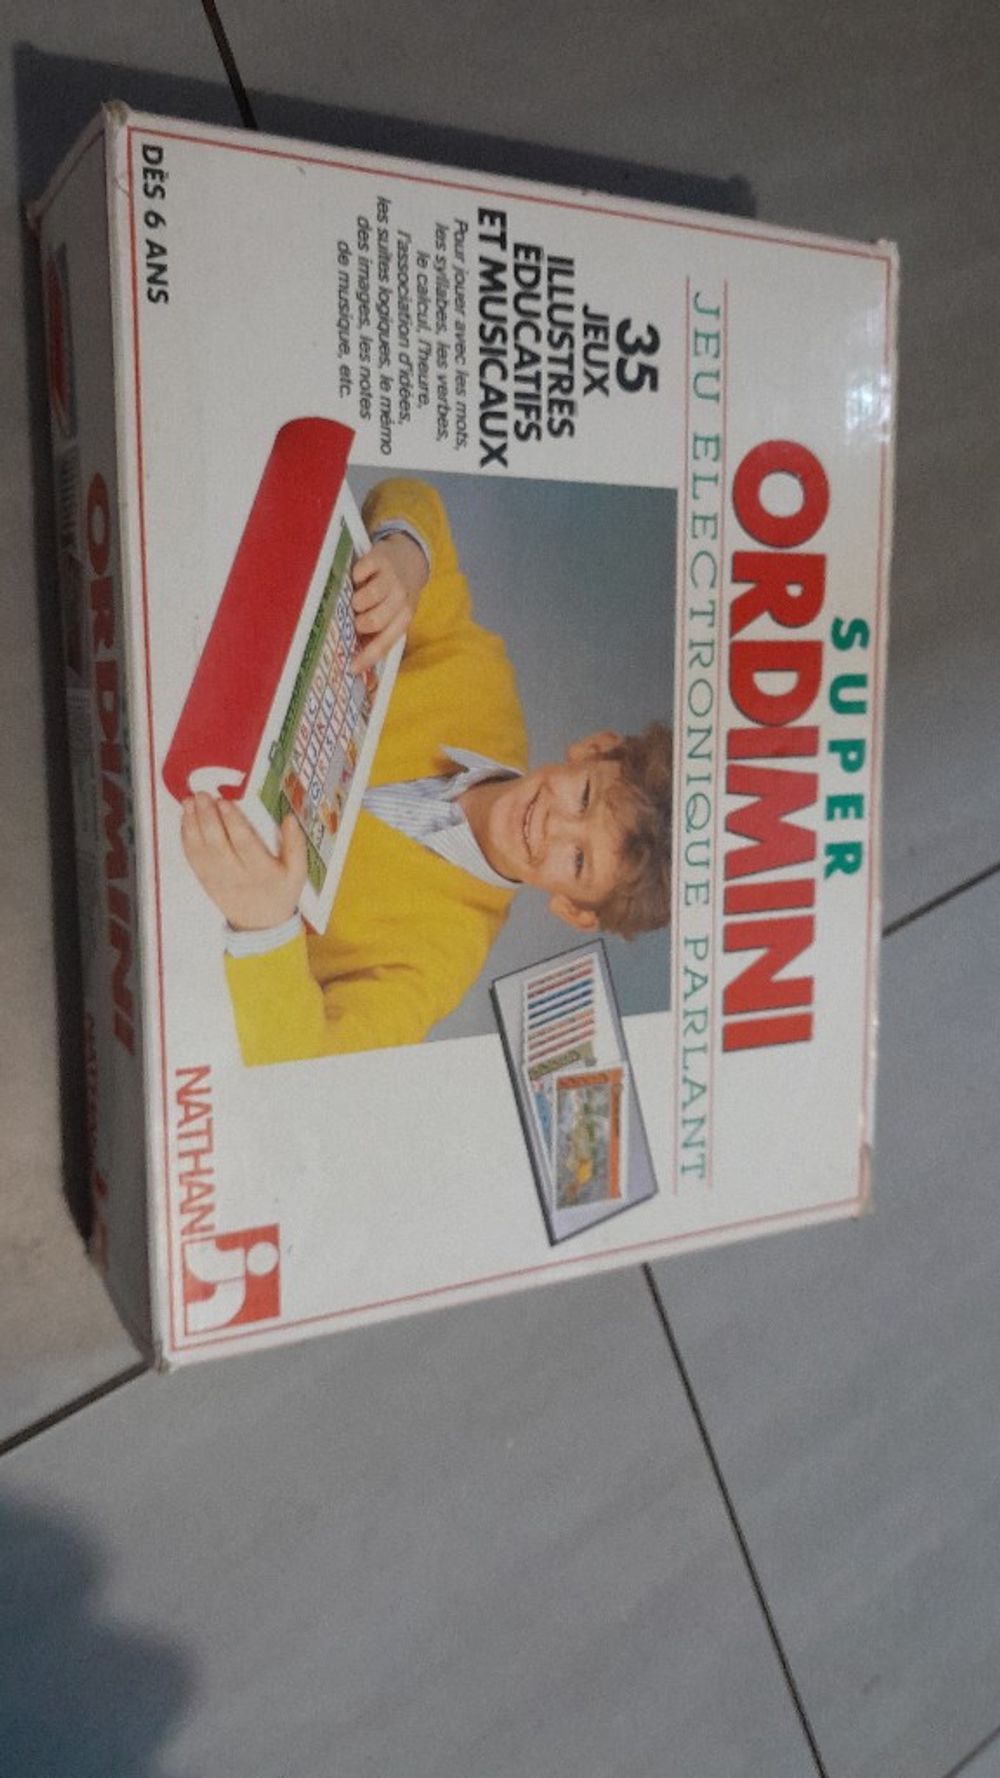 SUPER
ORDIMINI
JEU ELECTRONIQUE PARLANT
35
JEUX
ILLUSTRÉS
ÉDUCATIFS
ET MUSICAUX
Pour jouer avec les mots,
les syllabes, les verbes,
le calcul, l'heure,
l'association d'idées,
les suites logiques, le mémo
des images, les notes
de musique, etc.
DÈS 6 ANS
NATHAN
ORDIMINI